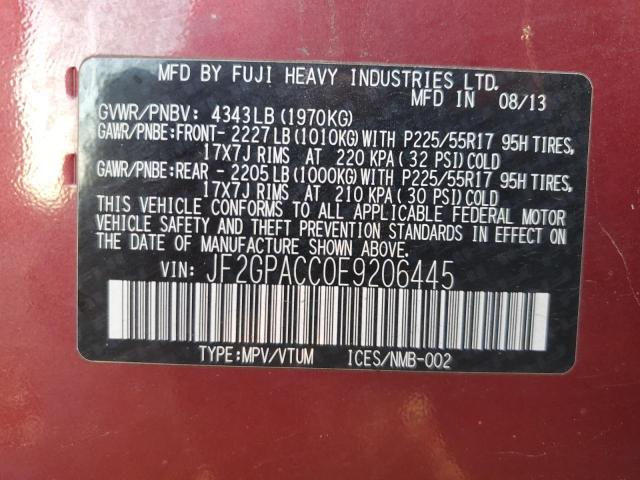 MFD BY FUJI HEAVY INDUSTRIES LTD.
MFD IN 08/13
GVWR/PNBV: 4343LB(1970KG)
GAWR/PNBE:FRONT- 2227LB(1010KG)WITH P225/55R17 95H TIRES,
17X7J RIMS AT 220 KPA( 32 PSI)COLD
GAWR/PNBE:REAR - 2205LB(1000KG)WITH P225/55R17 95H TIRES,
17X7J RIMS AT 210 KPA( 30 PSI)COLD
THIS VEHICLE CONFORMS TO ALL APPLICABLE FEDERAL MOTOR
VEHICLE SAFETY AND THEFT PREVENTION STANDARDS IN EFFECT
ON THE DATE OF MANUFACTURE SHOWN ABOVE.
VIN: JF2GPACC0E9206445
TYPE:MPV/VTUM ICES/NMB-002